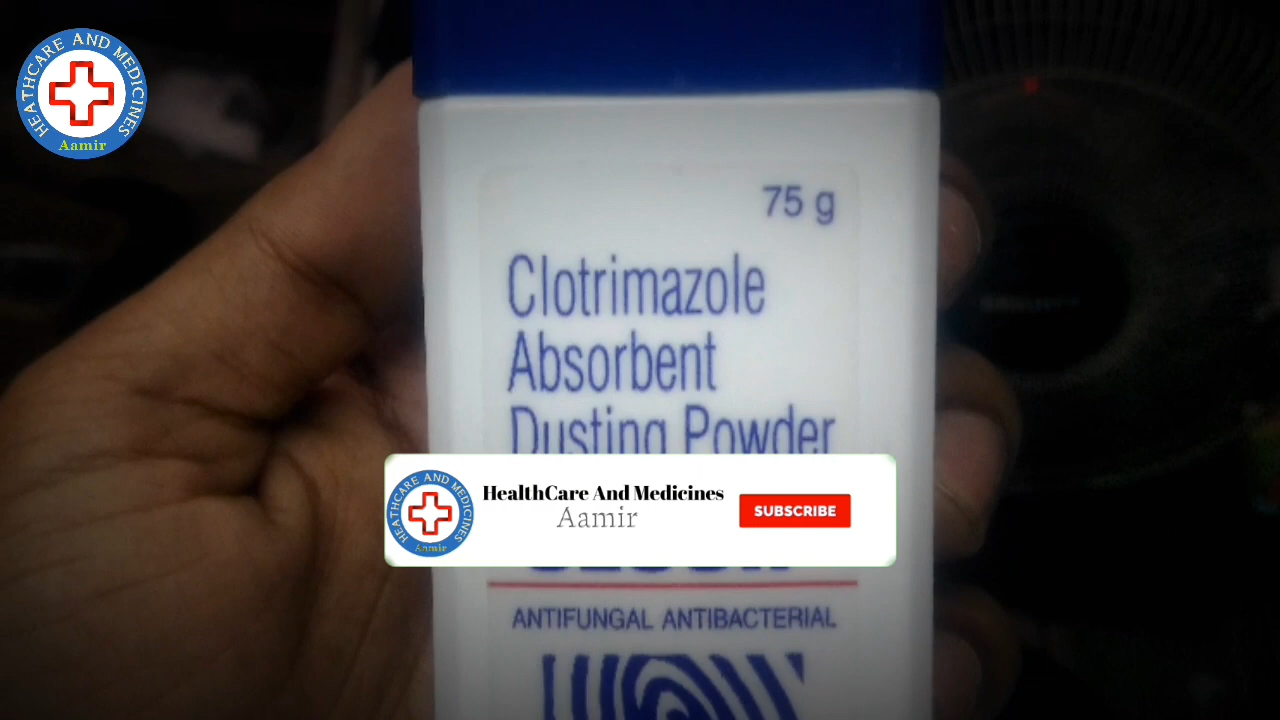 HEATHCARE AND MEDICINES
Aamir
75 g
Clotrimazole
Absorbent
Dusting Powder
HEATHCARE AND MEDICINES
Aamir
HealthCare And Medicines
Aamir
SUBSCRIBE
ANTIFUNGAL ANTIBACTERIAL